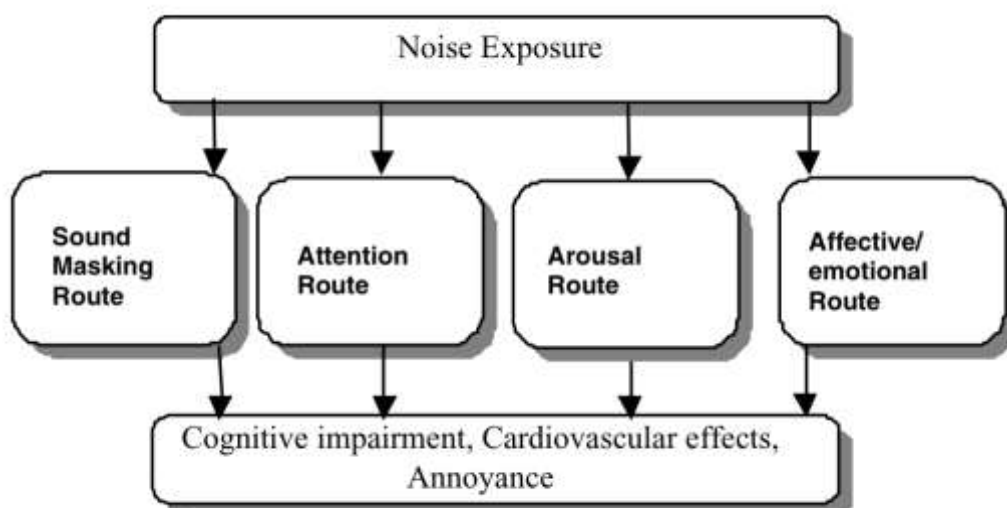 Noise Exposure
Sound
Masking
Route
Attention
Route
Arousal
Route
Affective/
emotional
Route
Cognitive impairment, Cardiovascular effects,
Annoyance